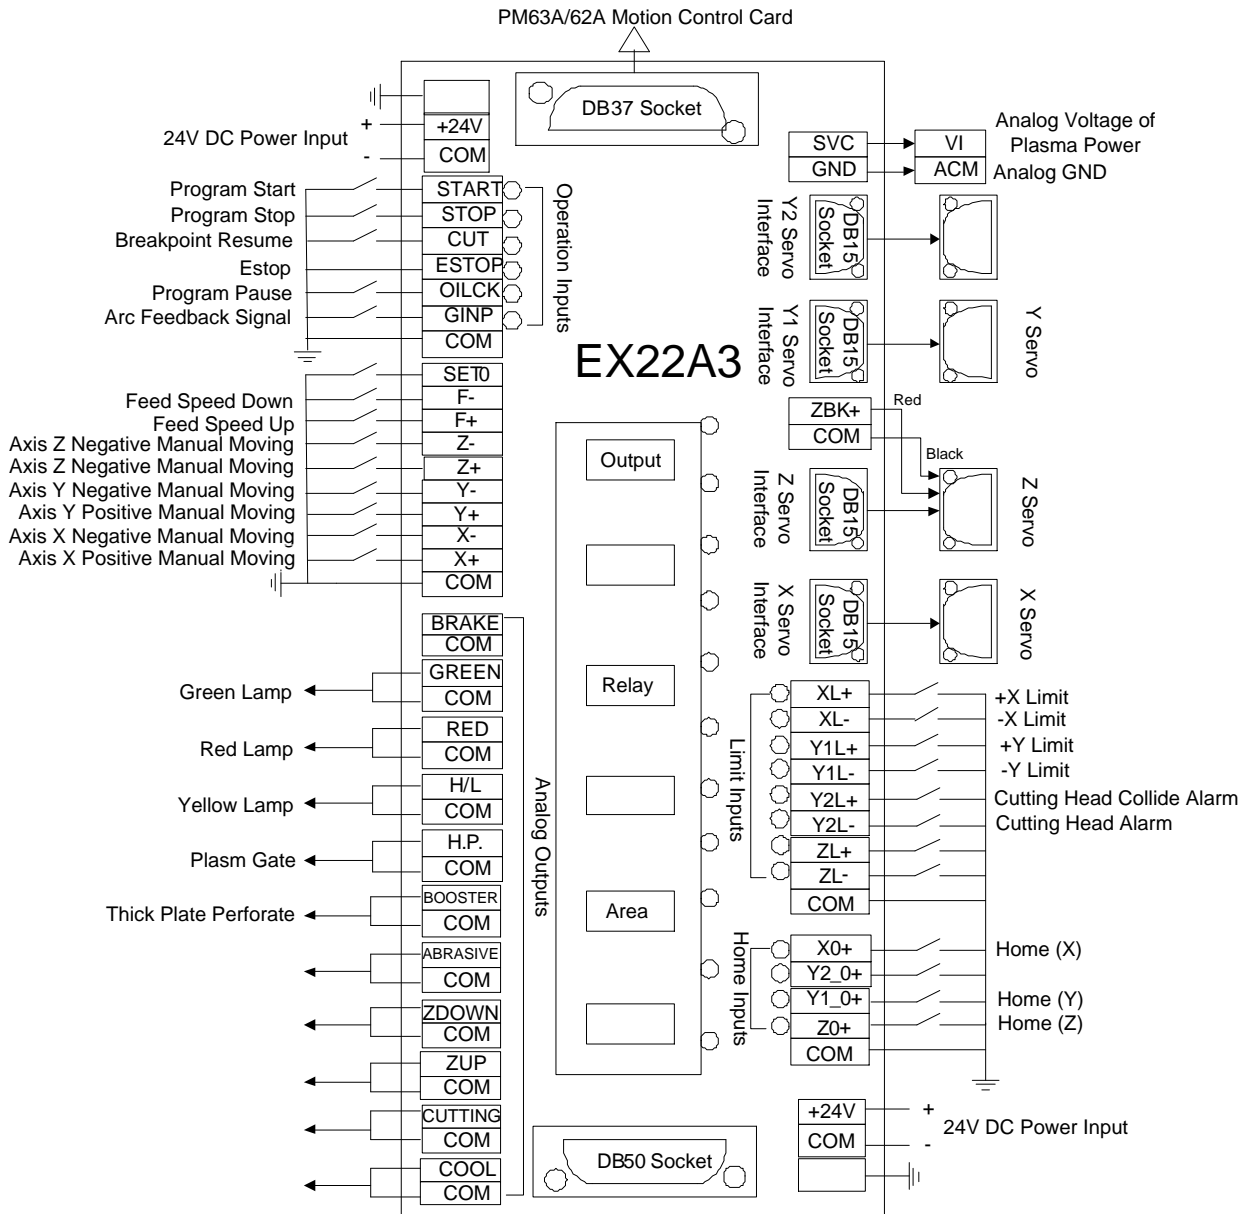 PM63A/62A Motion Control Card
DB37 Socket
24V DC Power Input
+
-
+24V
COM
Program Start
START
Program Stop
STOP
Breakpoint Resume
CUT
Estop
ESTOP
Program Pause
OILCK
Arc Feedback Signal
GINP
COM
Operation Inputs
SET0
Feed Speed Down
F-
Feed Speed Up
F+
Axis Z Negative Manual Moving
Z-
Axis Z Negative Manual Moving
Z+
Axis Y Negative Manual Moving
Y-
Axis Y Positive Manual Moving
Y+
Axis X Negative Manual Moving
X-
Axis X Positive Manual Moving
X+
COM
BRAKE
COM
Green Lamp
GREEN
COM
Red Lamp
RED
COM
Yellow Lamp
H/L
COM
Plasm Gate
H.P.
COM
Thick Plate Perforate
BOOSTER
COM
ABRASIVE
COM
ZDOWN
COM
ZUP
COM
CUTTING
COM
COOL
COM
Analog Outputs
EX22A3
Output
Relay
Area
DB50 Socket
SVC
GND
VI
ACM
Analog Voltage of
Plasma Power
Analog GND
Y2 Servo
Interface
DB15
Socket
Y1 Servo
Interface
DB15
Socket
Y Servo
ZBK+
COM
Red
Black
Z Servo
Interface
DB15
Socket
Z Servo
X Servo
Interface
DB15
Socket
X Servo
Limit Inputs
XL+
+X Limit
XL-
-X Limit
Y1L+
+Y Limit
Y1L-
-Y Limit
Y2L+
Cutting Head Collide Alarm
Y2L-
Cutting Head Alarm
ZL+
ZL-
COM
Home Inputs
X0+
Home (X)
Y2_0+
Y1_0+
Home (Y)
Z0+
Home (Z)
COM
+24V
COM
+
-
24V DC Power Input